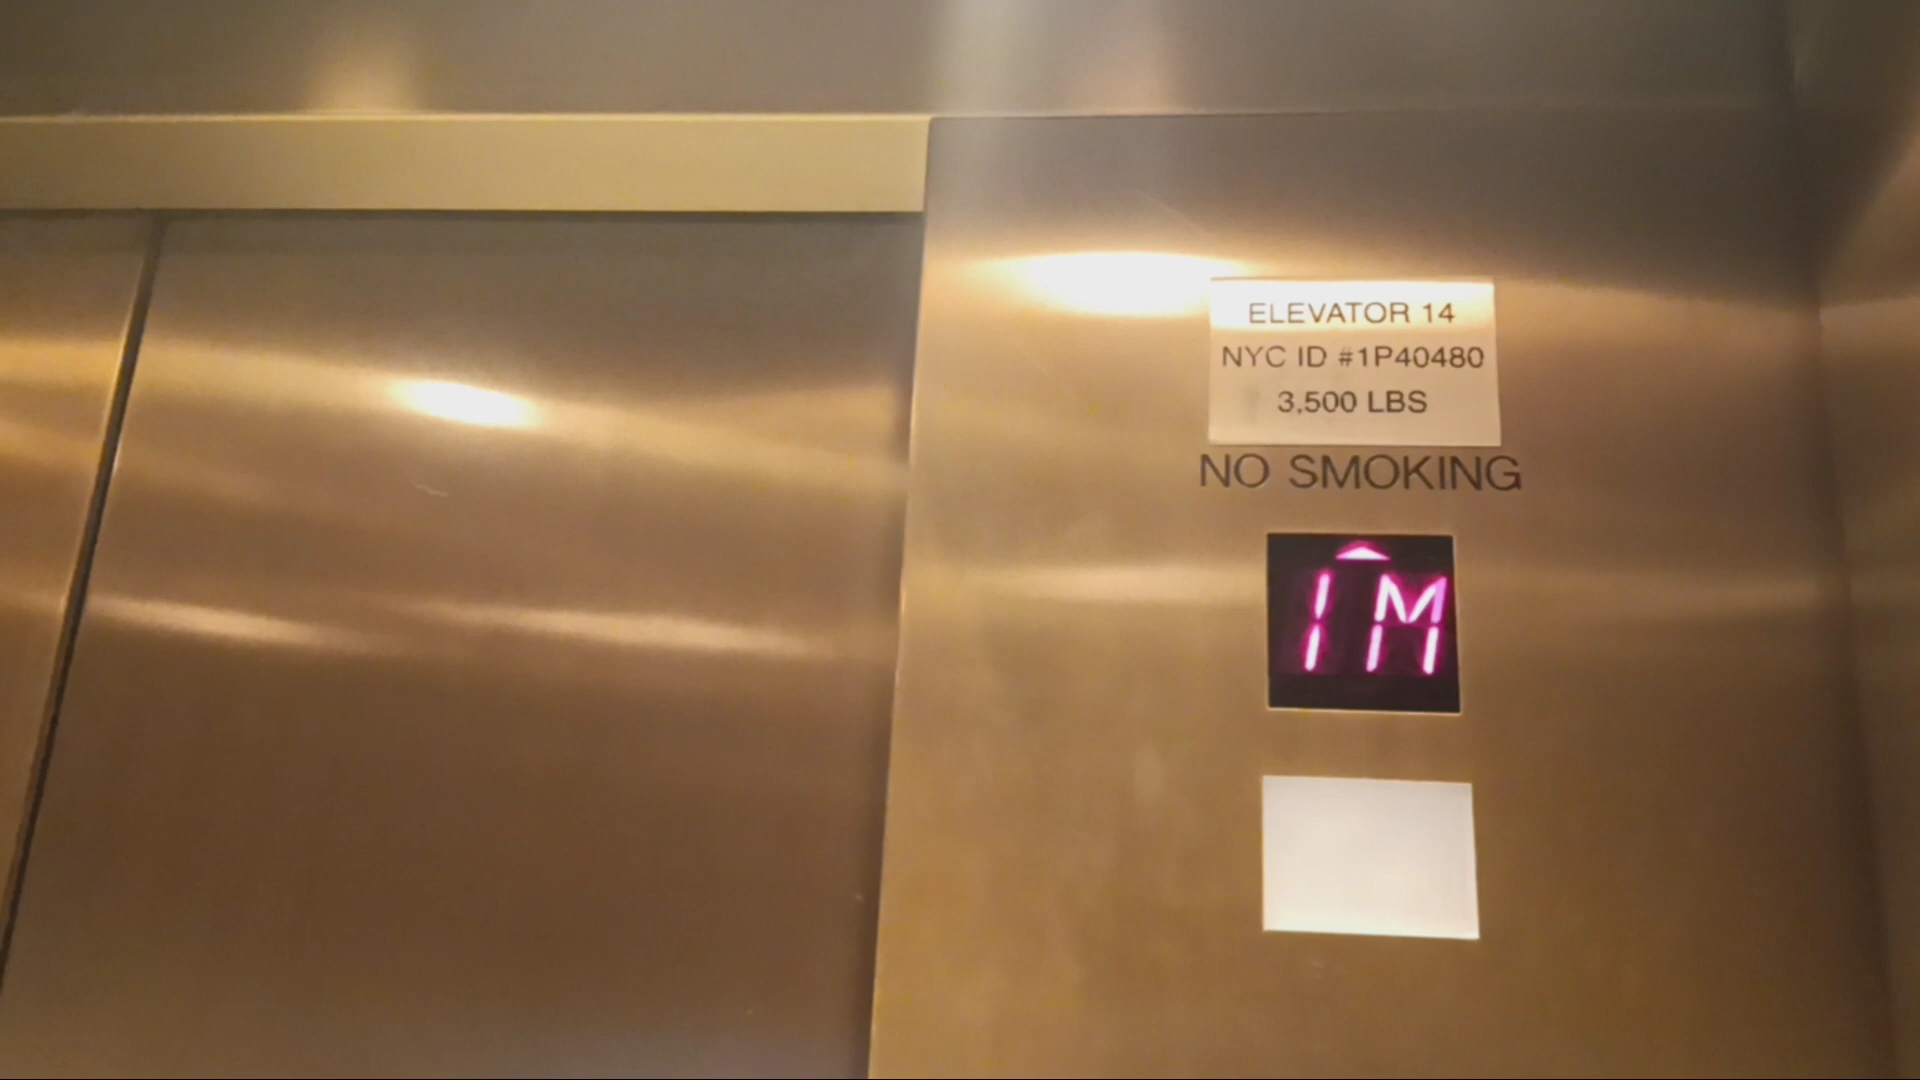 ELEVATOR 14
NYC ID #1P40480
3,500 LBS
NO SMOKING
1M